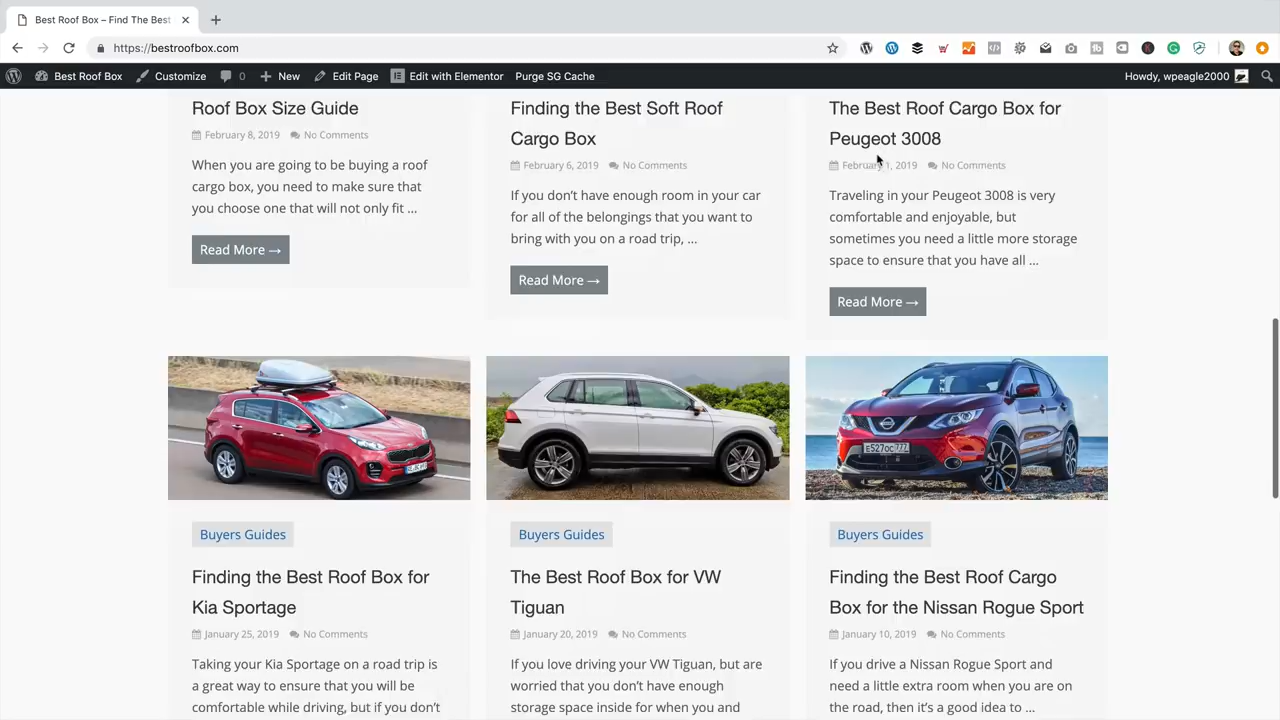 Best Roof Box – Find The Best
https://bestroofbox.com
Best Roof Box
Customize
0
New
Edit Page
Edit with Elementor
Purge SG Cache
Howdy, wpeagle2000
Roof Box Size Guide
February 8, 2019 No Comments
When you are going to be buying a roof
cargo box, you need to make sure that
you choose one that will not only fit ...
Read More →
Finding the Best Soft Roof
Cargo Box
February 6, 2019 No Comments
If you don’t have enough room in your car
for all of the belongings that you want to
bring with you on a road trip, ...
Read More →
The Best Roof Cargo Box for
Peugeot 3008
February 1, 2019 No Comments
Traveling in your Peugeot 3008 is very
comfortable and enjoyable, but
sometimes you need a little more storage
space to ensure that you have all ...
Read More →
E527OC 777
Buyers Guides
Finding the Best Roof Box for
Kia Sportage
January 25, 2019 No Comments
Taking your Kia Sportage on a road trip is
a great way to ensure that you will be
comfortable while driving, but if you don’t
Buyers Guides
The Best Roof Box for VW
Tiguan
January 20, 2019 No Comments
If you love driving your VW Tiguan, but are
worried that you don’t have enough
storage space inside for when you and
Buyers Guides
Finding the Best Roof Cargo
Box for the Nissan Rogue Sport
January 10, 2019 No Comments
If you drive a Nissan Rogue Sport and
need a little extra room when you are on
the road, then it’s a good idea to ...